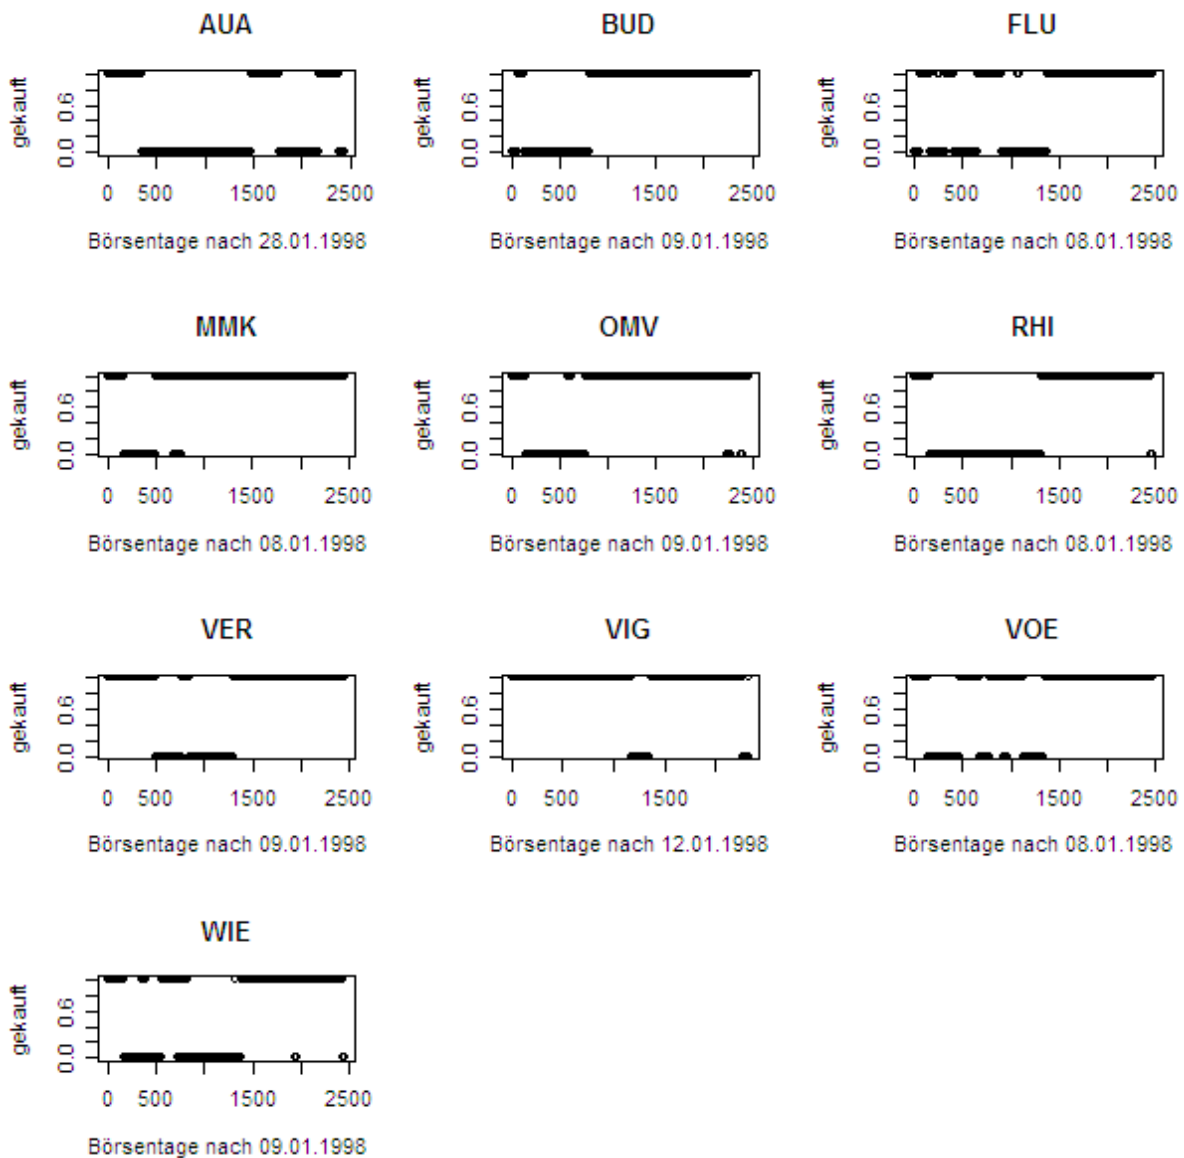 AUA
BUD
FLU
gekauft
0.0 0.6
0 500 1500 2500
Börsentage nach 28.01.1998
gekauft
0.0 0.6
0 500 1500 2500
Börsentage nach 09.01.1998
gekauft
0.0 0.6
0 500 1500 2500
Börsentage nach 08.01.1998
MMK
OMV
RHI
gekauft
0.0 0.6
0 500 1500 2500
Börsentage nach 08.01.1998
gekauft
0.0 0.6
0 500 1500 2500
Börsentage nach 09.01.1998
gekauft
0.0 0.6
0 500 1500 2500
Börsentage nach 08.01.1998
VER
VIG
VOE
gekauft
0.0 0.6
0 500 1500 2500
Börsentage nach 09.01.1998
gekauft
0.0 0.6
0 500 1500
Börsentage nach 12.01.1998
gekauft
0.0 0.6
0 500 1500 2500
Börsentage nach 08.01.1998
WIE
gekauft
0.0 0.6
0 500 1500 2500
Börsentage nach 09.01.1998